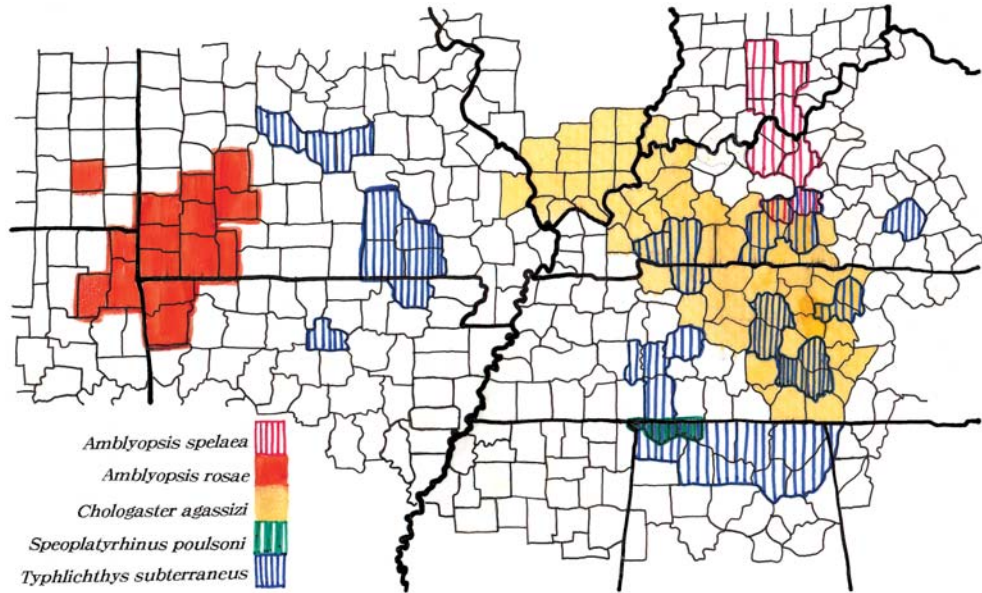 Amblyopsis spelaea
Amblyopsis rosae
Chologaster agassizi
Speoplatyrhinus poulsoni
Typhlichthys subterraneus